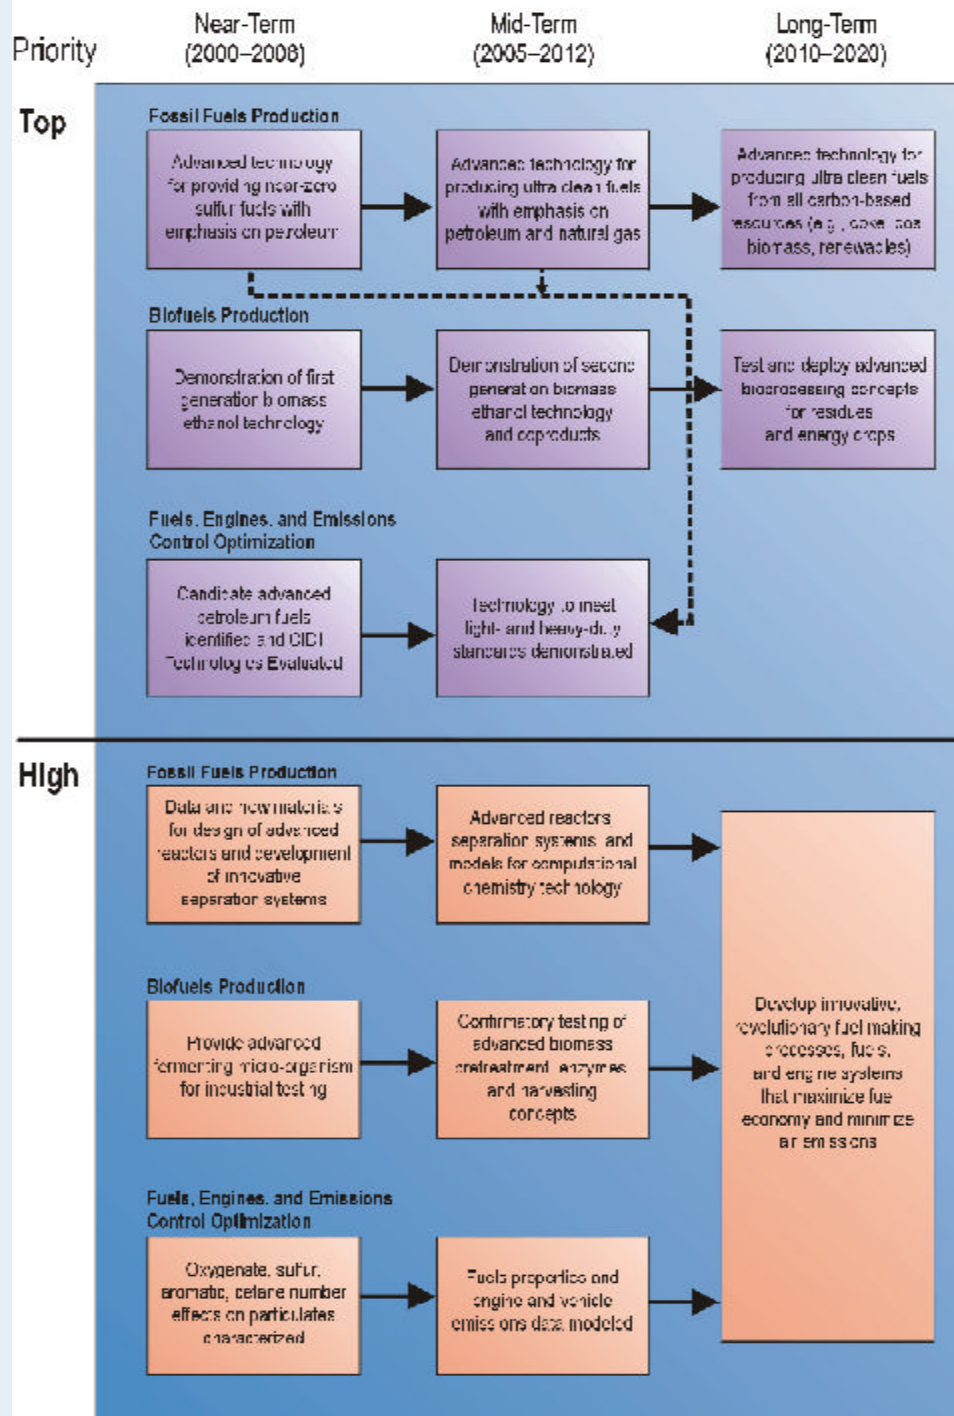 Priority
Near-Term
(2000–2008)
Mid-Term
(2005–2012)
Long-Term
(2010–2020)
Top
Fossil Fuels Production
Advanced technology
for providing near-zero
sulfur fuels with
emphasis on petroleum
Advanced technology for
producing ultra clean fuels
with emphasis on
petroleum and natural gas
Advanced technology for
producing ultra clean fuels
from all carbon-based
resources (e.g., coke,
biomass, renewables)
Biofuels Production
Demonstration of first
generation biomass
ethanol technology
Demonstration of second
generation biomass
ethanol technology
and coproducts
Test and deploy advanced
bioprocessing concepts
for residues
and energy crops
Fuels, Engines, and Emissions
Control Optimization
Candidate advanced
petroleum fuels
identified and CIDI
Technologies Evaluated
Technology to meet
light- and heavy-duty
standards demonstrated
High
Fossil Fuels Production
Data and new materials
for design of advanced
reactors and development
of innovative
separation systems
Advanced reactors,
separation systems, and
models for computational
chemistry technology
Biofuels Production
Provide advanced
fermenting micro-organism
for industrial testing
Confirmatory testing of
advanced biomass
pretreatment, enzymes
and harvesting
concepts
Develop innovative,
revolutionary fuel making
processes, fuels,
and engine systems
that maximize fuel
economy and minimize
air emissions
Fuels, Engines, and Emissions
Control Optimization
Oxygenate, sulfur,
aromatic, cetane number
effects on particulates
characterized
Fuels properties and
engine and vehicle
emissions data modeled